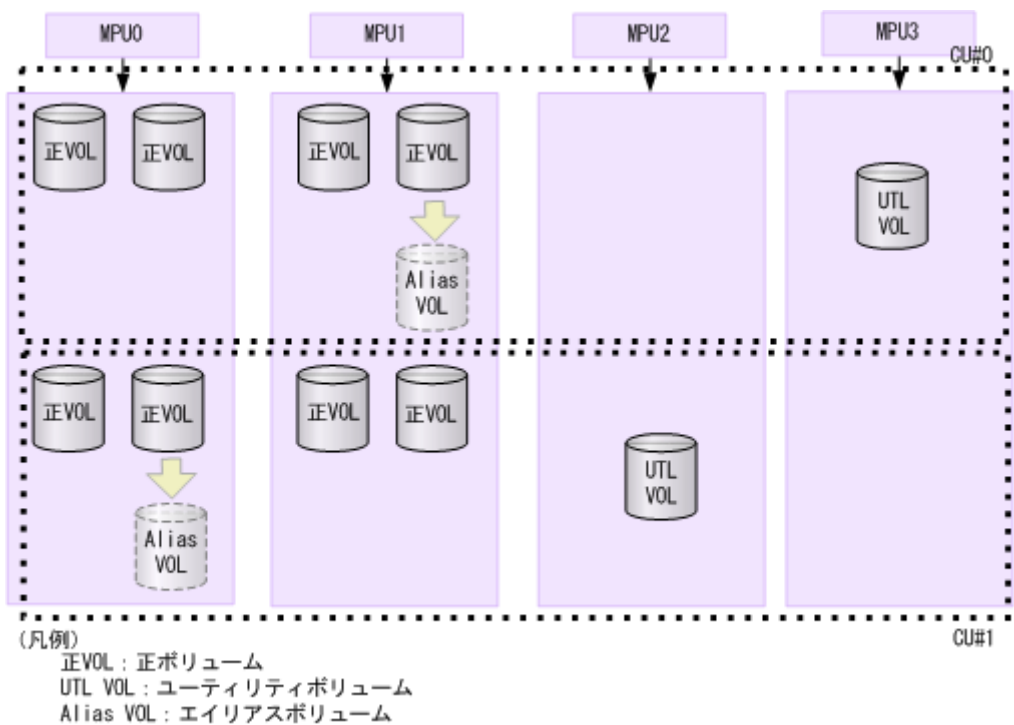 MPU0
MPU1
MPU2
MPU3
CU#0
正VOL
正VOL
正VOL
正VOL
UTL
VOL
Alias
VOL
正VOL
正VOL
正VOL
正VOL
UTL
VOL
Alias
VOL
CU#1
(凡例)
正VOL：正ボリューム
UTL VOL：ユーティリティボリューム
Alias VOL：エイリアスボリューム